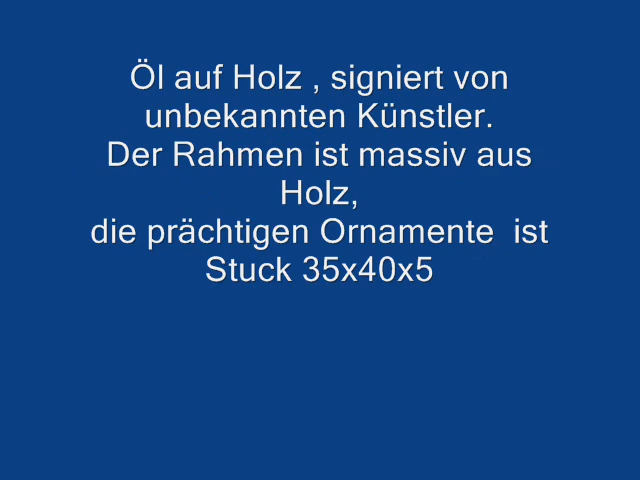 Öl auf Holz , signiert von
unbekannten Künstler.
Der Rahmen ist massiv aus
Holz,
die prächtigen Ornamente  ist
Stuck 35x40x5